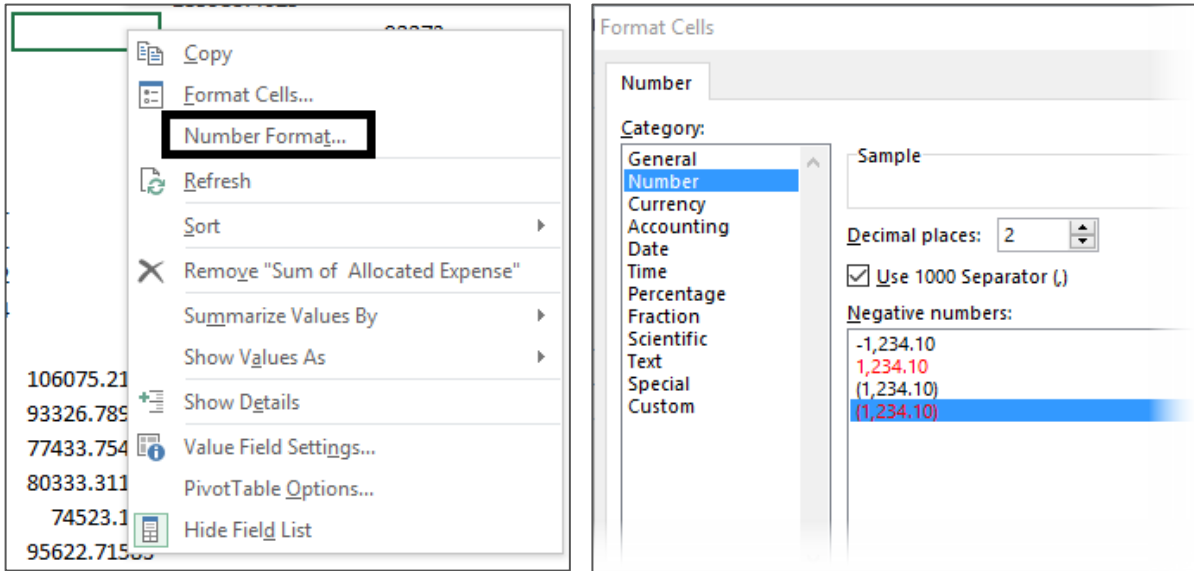 Copy
Format Cells...
Number Format...
Refresh
Sort
Remove "Sum of  Allocated Expense"
Summarize Values By
Show Values As
Show Details
Value Field Settings...
PivotTable Options...
Hide Field List
106075.21
93326.789
77433.754
80333.311
74523.1
Format Cells
Number
Category:
General
Number
Currency
Accounting
Date
Time
Percentage
Fraction
Scientific
Text
Special
Custom
Sample
Decimal places: 2
Use 1000 Separator (,)
Negative numbers:
-1,234.10
1,234.10
(1,234.10)
(1,234.10)